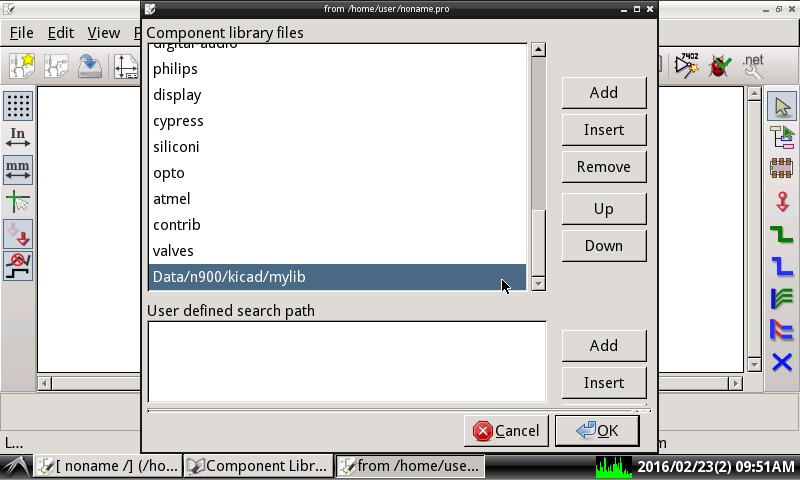 from /home/user/noname.pro
File Edit View P
Component library files
digital-audio
philips
display
cypress
siliconi
opto
atmel
contrib
valves
Data/n900/kicad/mylib
Add
Insert
Remove
Up
Down
7402
.net
In
mm
User defined search path
Add
Insert
Cancel
OK
L...
m
[ noname /] (/ho...
Component Libr...
from /home/use...
2016/02/23(2) 09:51AM